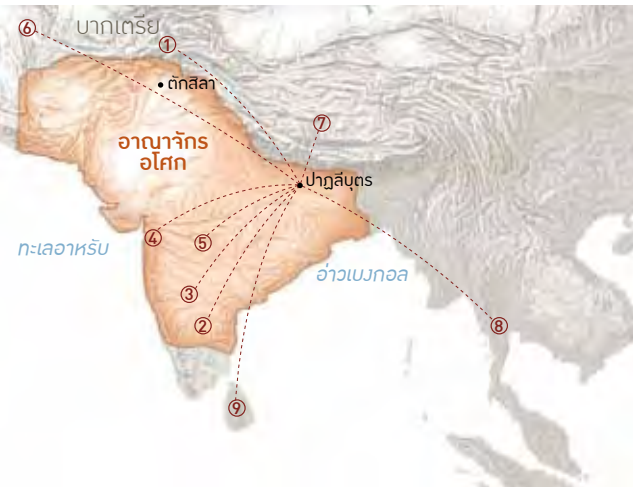 ⑥
บากเตรีย
①
ตักสิลา
⑦
อาณาจักร
อโศก
ปาฏลีบุตร
④
⑤
ทะเลอาหรับ
อ่าวเบงกอล
③
②
⑧
⑨